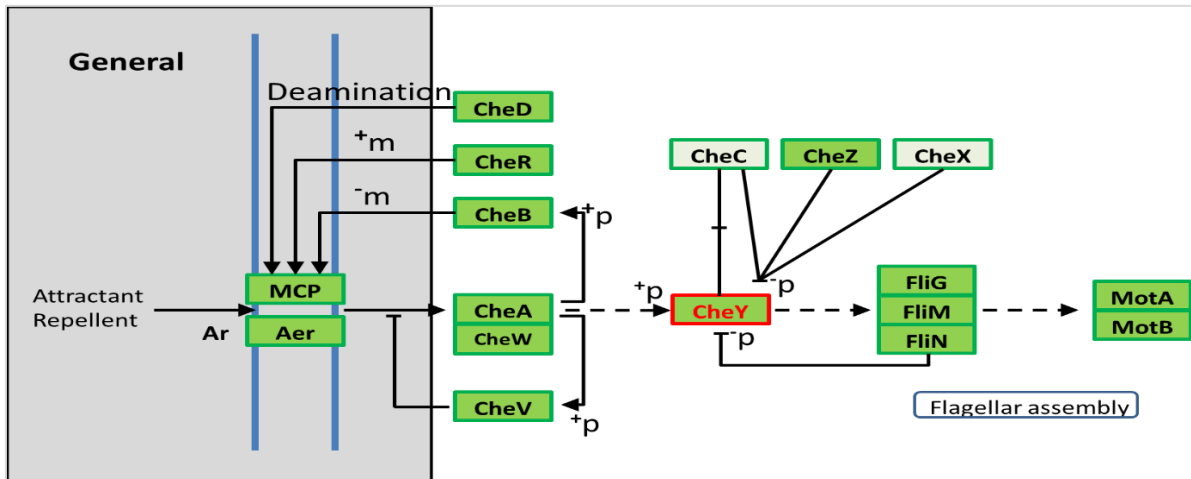 General
Deamination
CheD
+m
CheR
-m
CheB
+p
CheC
CheZ
CheX
-p
Attractant
Repellent
Ar
MCP
Aer
CheA
CheW
+p
CheY
-p
FliG
FliM
FliN
MotA
MotB
CheV
+p
Flagellar assembly